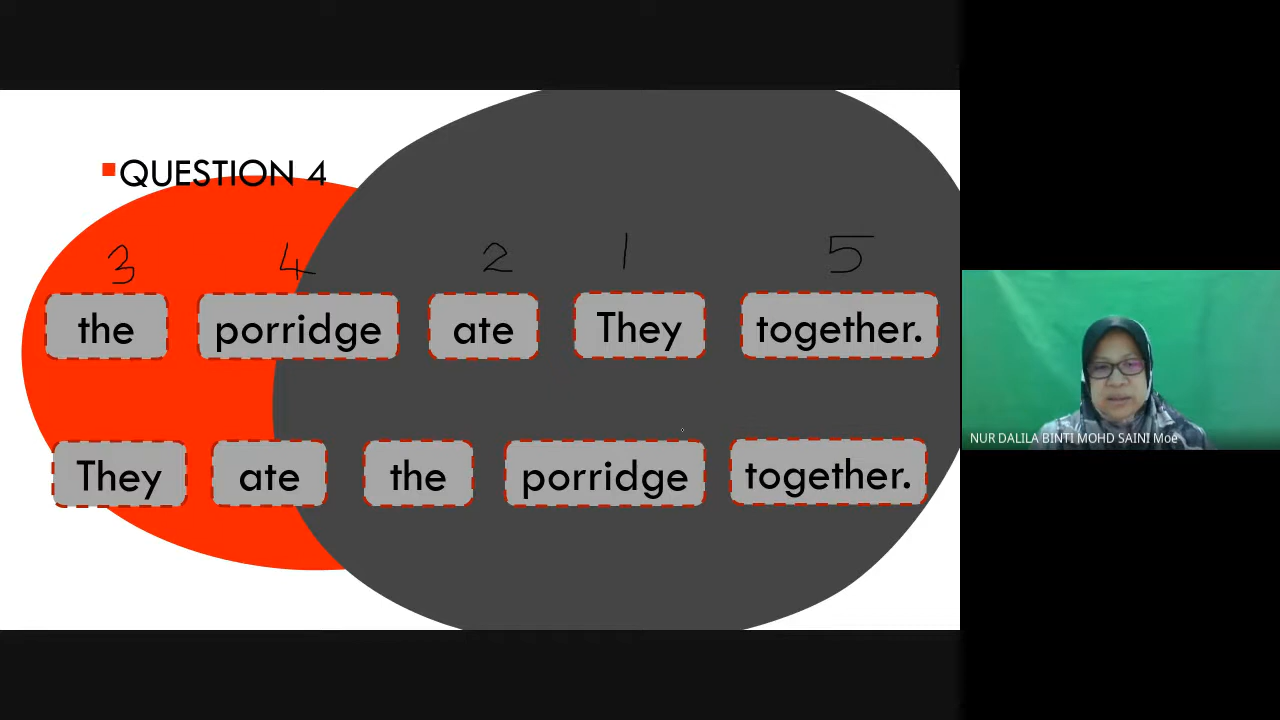 QUESTION 4
3 4 2 1 5
the porridge ate They together.
They ate the porridge together.
NUR DALILA BINTI MOHD SAINI Moe